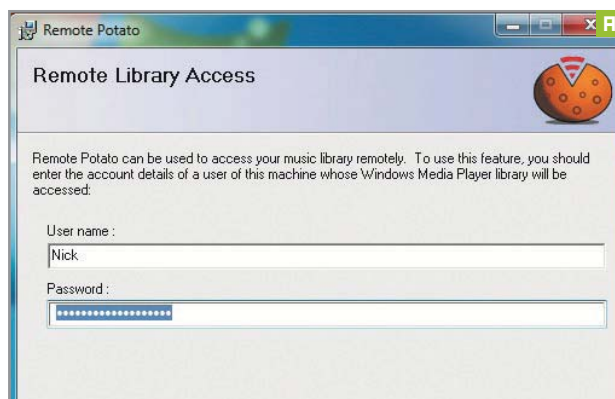 Remote Potato
Remote Library Access
Remote Potato can be used to access your music library remotely. To use this feature, you should
enter the account details of a user of this machine whose Windows Media Player library will be
accessed:
User name :
Nick
Password :
•••••••••••••••••••